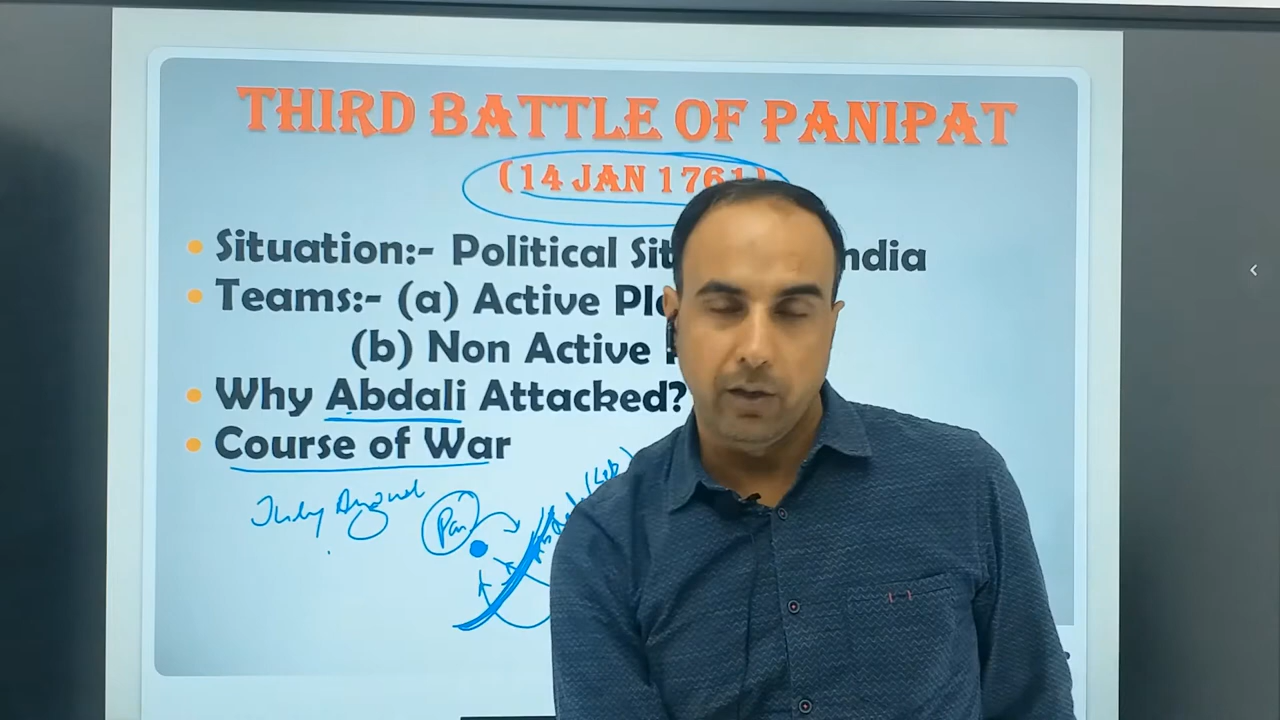 THIRD BATTLE OF PANIPAT
(14 JAN 1761)
• Situation:- Political Sit ndia
• Teams:- (a) Active Pl
(b) Non Active
• Why Abdali Attacked?
• Course of War
July August
Pan